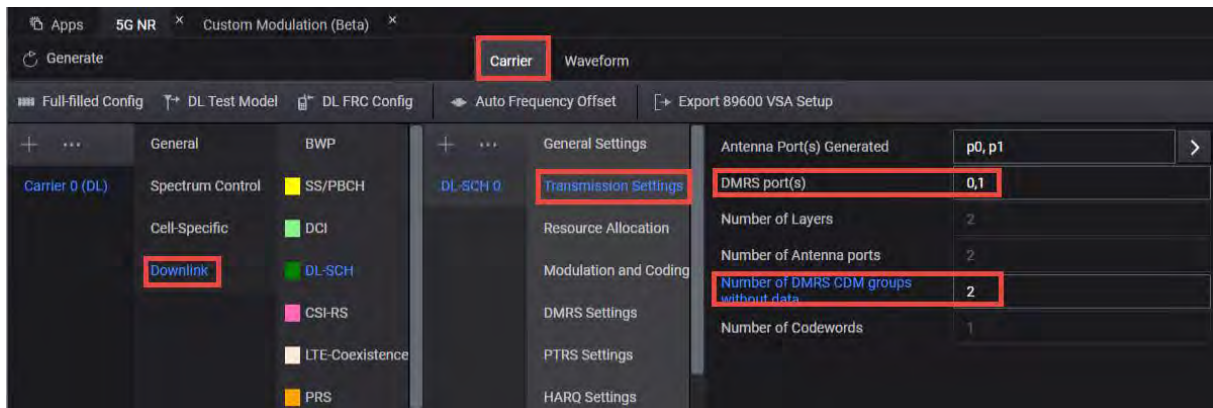 Apps 5G NR × Custom Modulation (Beta) ×
Generate Carrier Waveform
Full-filled Config DL Test Model DL FRC Config Auto Frequency Offset Export 89600 VSA Setup
+ ... General BWP + ... General Settings Antenna Port(s) Generated p0, p1 >
Carrier 0 (DL) Spectrum Control SS/PBCH DL-SCH 0 Transmission Settings DMRS port(s) 0,1
Cell-Specific DCI Resource Allocation Number of Layers 2
Downlink DL-SCH Modulation and Coding Number of Antenna ports 2
CSI-RS DMRS Settings Number of DMRS CDM groups
without data 2
LTE-Coexistence PTRS Settings Number of Codewords 1
PRS HARQ Settings